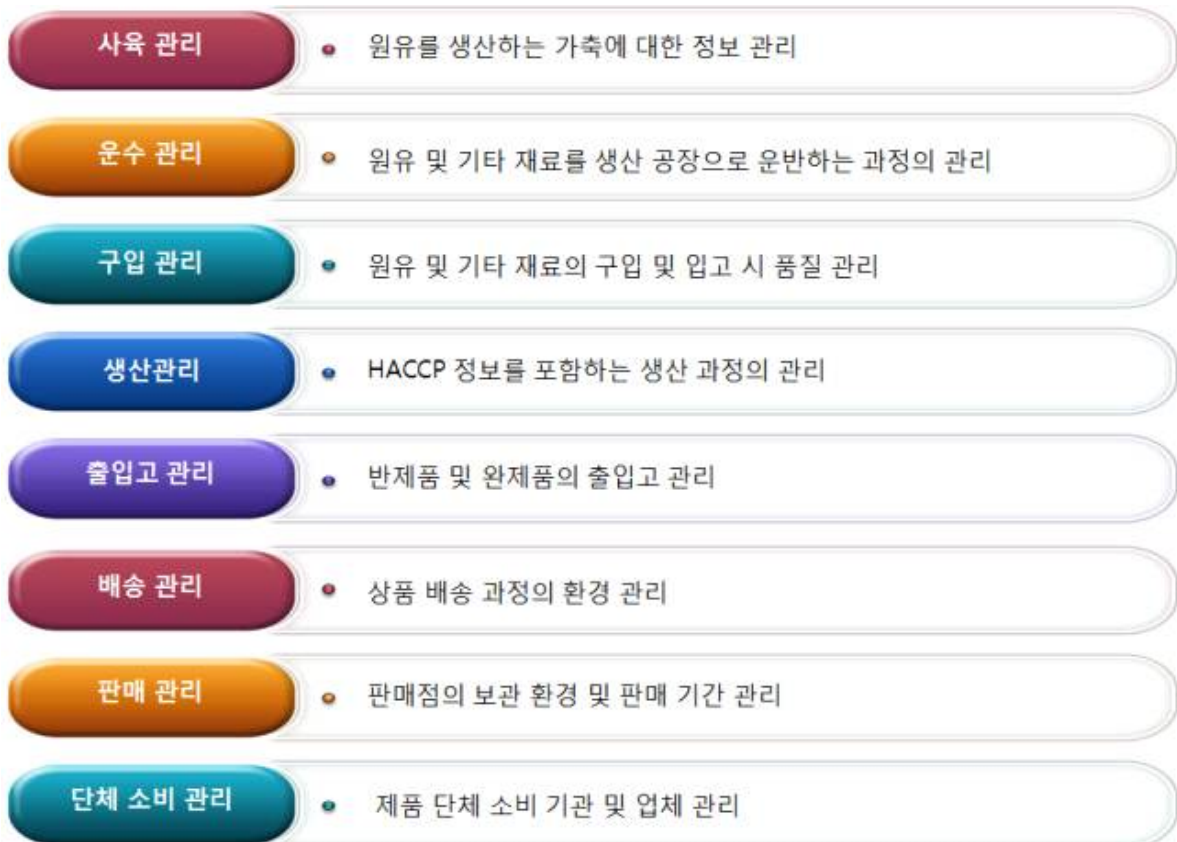 사육 관리
원유를 생산하는 가축에 대한 정보 관리
운수 관리
원유 및 기타 재료를 생산 공장으로 운반하는 과정의 관리
구입 관리
원유 및 기타 재료의 구입 및 입고 시 품질 관리
생산관리
HACCP 정보를 포함하는 생산 과정의 관리
출입고 관리
반제품 및 완제품의 출입고 관리
배송 관리
상품 배송 과정의 환경 관리
판매 관리
판매점의 보관 환경 및 판매 기간 관리
단체 소비 관리
제품 단체 소비 기관 및 업체 관리